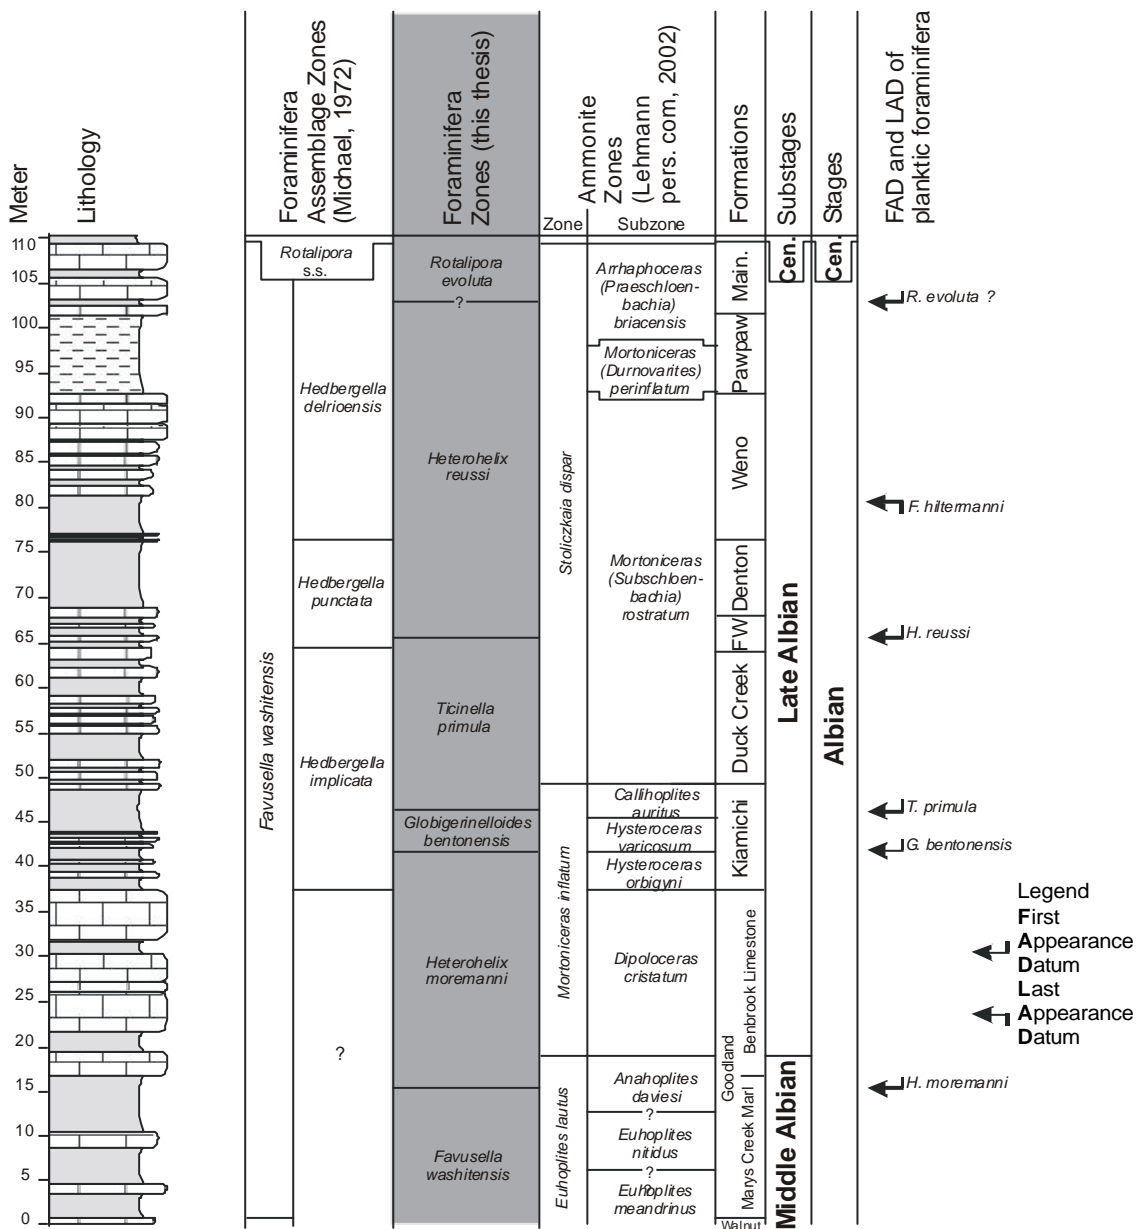 Meter
Lithology
Foraminifera
Assemblage Zones
(Michael, 1972)
Foraminifera
Zones (this thesis)
Ammonite
Zones
(Lehmann
pers. com, 2002)
Zone
Subzone
Formations
Substages
Stages
FAD and LAD of
planktic foraminifera
110
105
100
95
90
85
80
75
70
65
60
55
50
45
40
35
30
25
20
15
10
5
0
Favusella washitensis
Rotalipora
s.s.
Hedbergella
delrioensis
Hedbergella
punctata
Hedbergella
implicata
?
Rotalipora
evoluta
?
Heterohelix
reussi
Ticinella
primula
Globigerinelloides
bentonensis
Heterohelix
moremanni
Favusella
washitensis
Stoliczkaia dispar
Mortoniceras inflatum
Euhoplites lautus
Arrhaphoceras
(Praeschloen-
bachia)
briacensis
Mortoniceras
(Durnovarites)
perinflatum
Mortoniceras
(Subschloen-
bachia)
rostratum
Callihoplites
auritus
Hysteroceras
varicosum
Hysteroceras
orbigyni
Dipoloceras
cristatum
Anahoplites
daviesi
?
Euhoplites
nitidus
?
?
Euhoplites
meandrinus
Main.
Pawpaw
Weno
Denton
FW
Duck Creek
Kiamichi
Goodland
Benbrook Limestone
Marys Creek Marl
Walnut
Cen.
Late Albian
Middle Albian
Cen.
Albian
R. evoluta ?
F. hiltermanni
H. reussi
T. primula
G. bentonensis
H. moremanni
Legend
First
Appearance
Datum
Last
Appearance
Datum